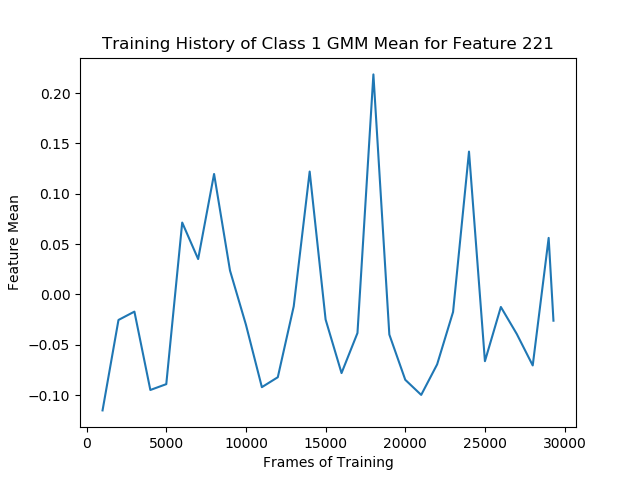 Training History of Class 1 GMM Mean for Feature 221
0.20
0.15
0.10
0.05
0.00
−0.05
−0.10
Feature Mean
0 5000 10000 15000 20000 25000 30000
Frames of Training